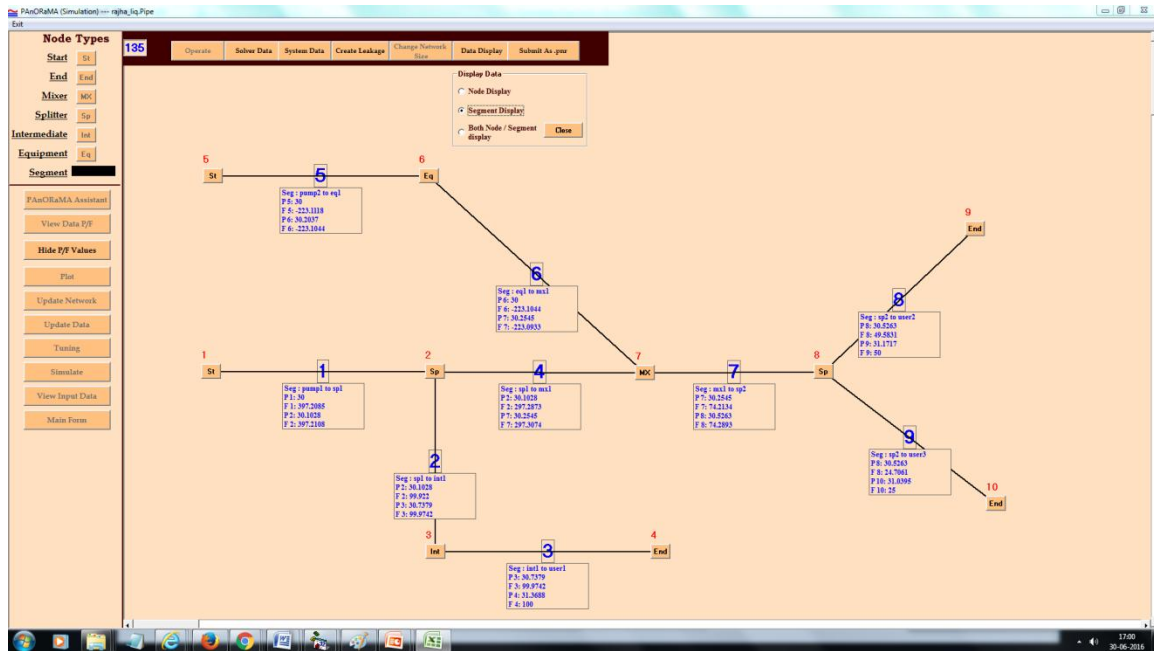 PAnORaMA (Simulation) --- rajha_liq.Pipe
Exit
Node Types
Start St
End End
Mixer MX
Splitter Sp
Intermediate Int
Equipment Eq
Segment
PAnORaMA Assistant
View Data P/F
Hide P/F Values
Plot
Update Network
Update Data
Tuning
Simulate
View Input Data
Main Form
135
Operate
Solver Data
System Data
Create Leakage
Change Network
Size
Data Display
Submit As .pnr
Display Data
Node Display
Segment Display
Both Node / Segment
display
Close
5
St
5
6
Eq
Seg : pump2 to eq1
P 5: 30
F 5: -223.1118
P 6: 30.2037
F 6: -223.1044
6
Seg : eq1 to mx1
P 6: 30
F 6: -223.1044
P 7: 30.2545
F 7: -223.0933
9
End
8
Seg : sp2 to user2
P 8: 30.5263
F 8: 49.5831
P 9: 31.1717
F 9: 50
1
St
1
2
Sp
4
7
MX
7
8
Sp
Seg : pump1 to sp1
P 1: 30
F 1: 397.2085
P 2: 30.1028
F 2: 397.2108
Seg : sp1 to mx1
P 2: 30.1028
F 2: 297.2873
P 7: 30.2545
F 7: 297.3074
Seg : mx1 to sp2
P 7: 30.2545
F 7: 74.2134
P 8: 30.5263
F 8: 74.2893
2
Seg : sp1 to int1
P 2: 30.1028
F 2: 99.922
P 3: 30.7379
F 3: 99.9742
9
Seg : sp2 to user3
P 8: 30.5263
F 8: 24.7061
P 10: 31.0395
F 10: 25
10
End
3
Int
3
4
End
Seg : int1 to user1
P 3: 30.7379
F 3: 99.9742
P 4: 31.3688
F 4: 100
17:00
30-06-2016